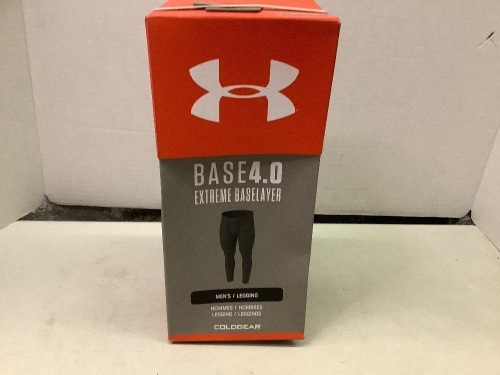 BASE4.0
EXTREME BASELAYER
MEN'S / LEGGING
HOMMES / HOMBRES
LEGGING / LEGGINGS
COLDGEAR